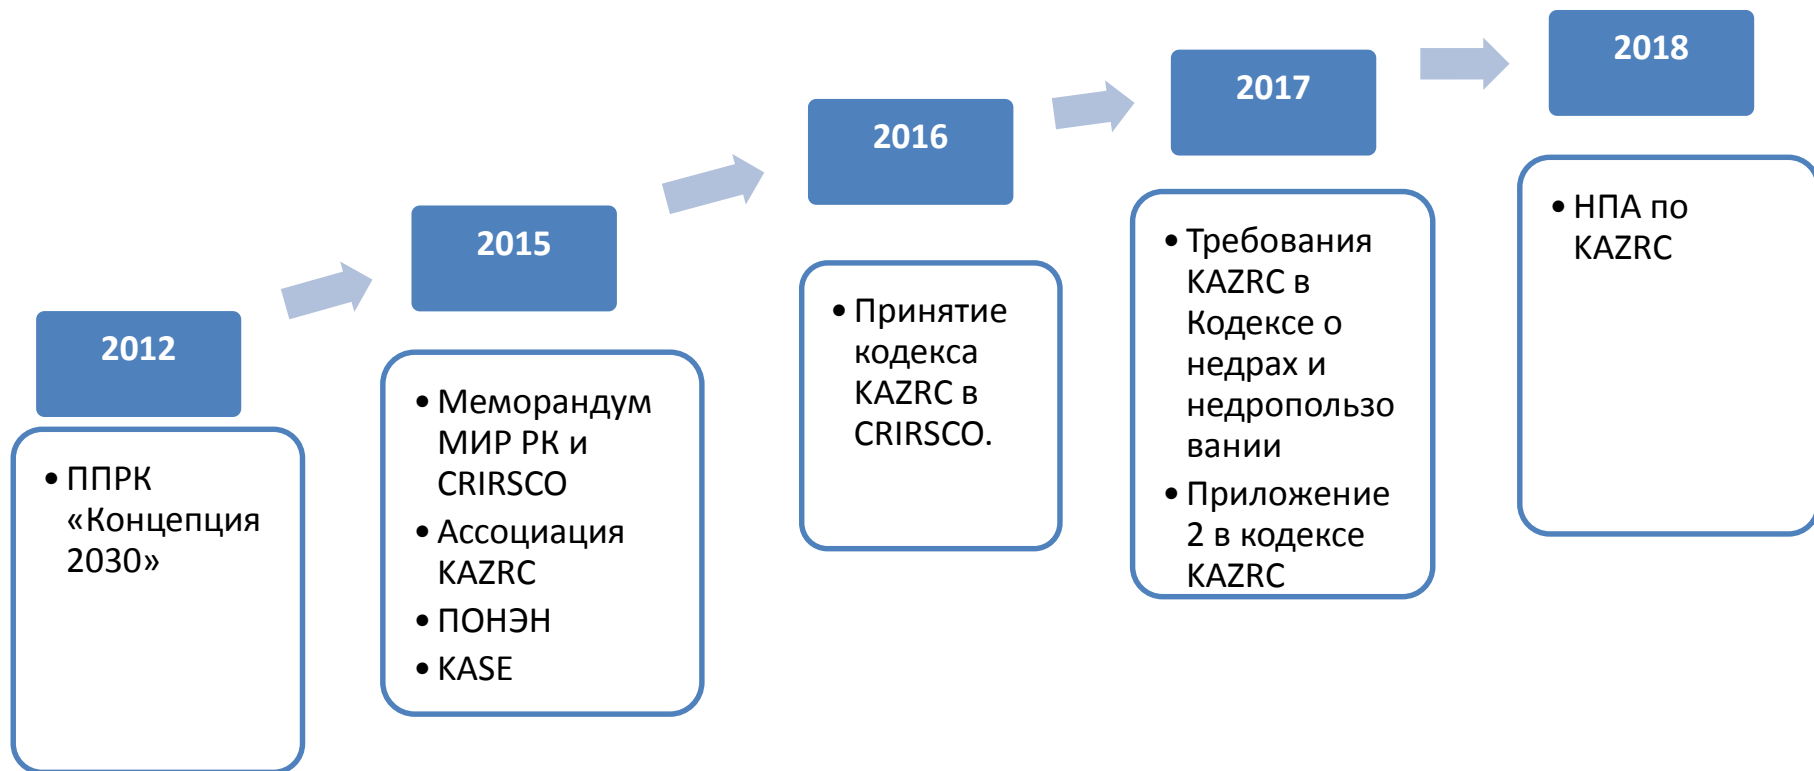 2012
• ППРК
«Концепция
2030»
2015
• Меморандум
МИР РК и
CRIRSCO
• Ассоциация
KAZRC
• ПОНЭН
• KASE
2016
• Принятие
кодекса
KAZRC в
CRIRSCO.
2017
• Требования
KAZRC в
Кодексе о
недрах и
недропользо
вании
• Приложение
2 в кодексе
KAZRC
2018
• НПА по
KAZRC